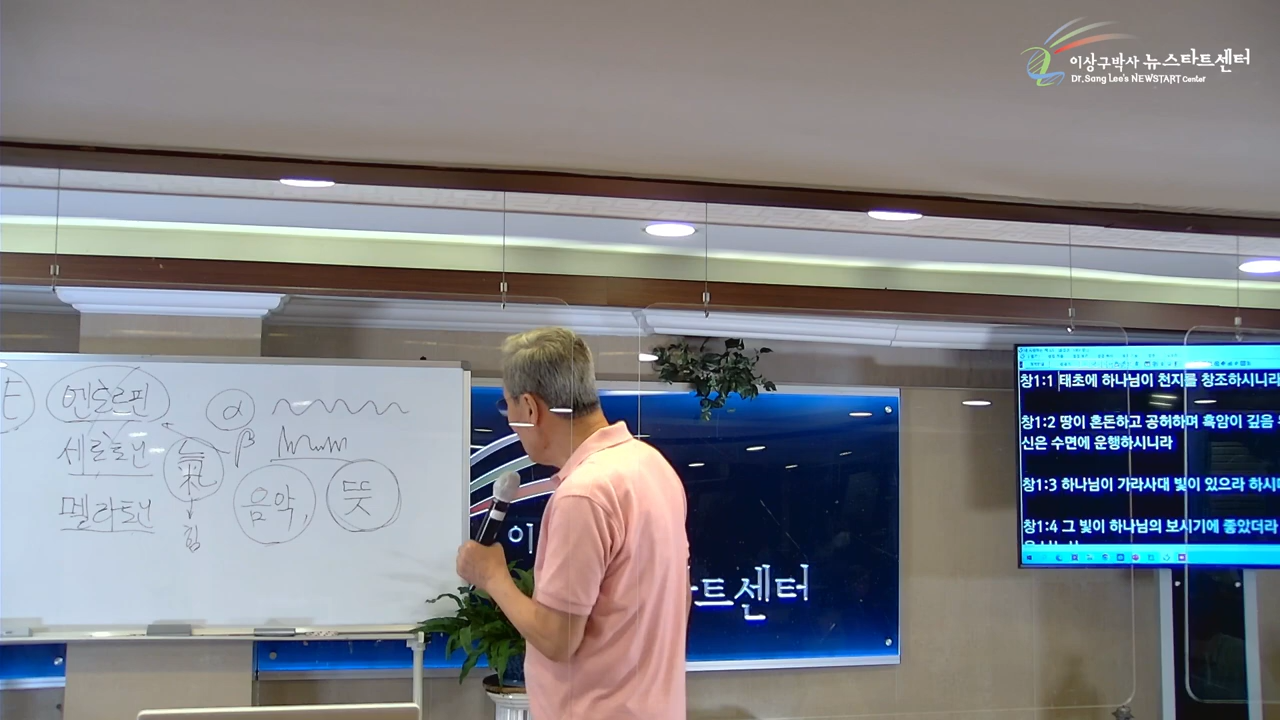 이상구박사 뉴스타트센터
Dr. Sang Lee's NEWSTART Center
E 엔돌핀 α
세로토닌 氣 β
멜라토닌 힘 음악, 뜻
이
트센터
창1:1 태초에 하나님이 천지를 창조하시니라
창1:2 땅이 혼돈하고 공허하며 흑암이 깊음
신은 수면에 운행하시니라
창1:3 하나님이 가라사대 빛이 있으라 하시
창1:4 그 빛이 하나님의 보시기에 좋았더라